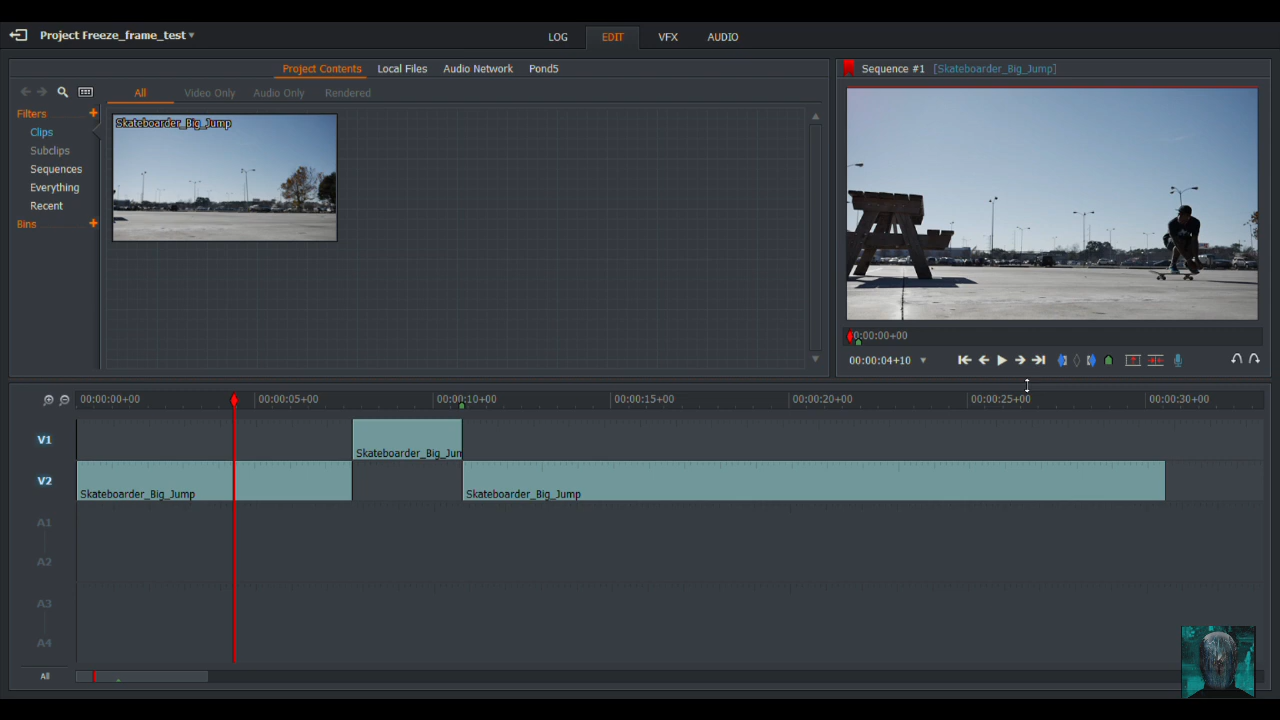 Project Freeze_frame_test
LOG EDIT VFX AUDIO
Project Contents Local Files Audio Network Pond5
Sequence #1 [Skateboarder_Big_Jump]
All Video Only Audio Only Rendered
Filters
Clips
Subclips
Sequences
Everything
Recent
Bins
Skateboarder_Big_Jump
00:00:00+00
00:00:04+10
00:00:00+00 00:00:05+00 00:00:10+00 00:00:15+00 00:00:20+00 00:00:25+00 00:00:30+00
V1
Skateboarder_Big_Jum
V2
Skateboarder_Big_Jump Skateboarder_Big_Jump
A1
A2
A3
A4
All